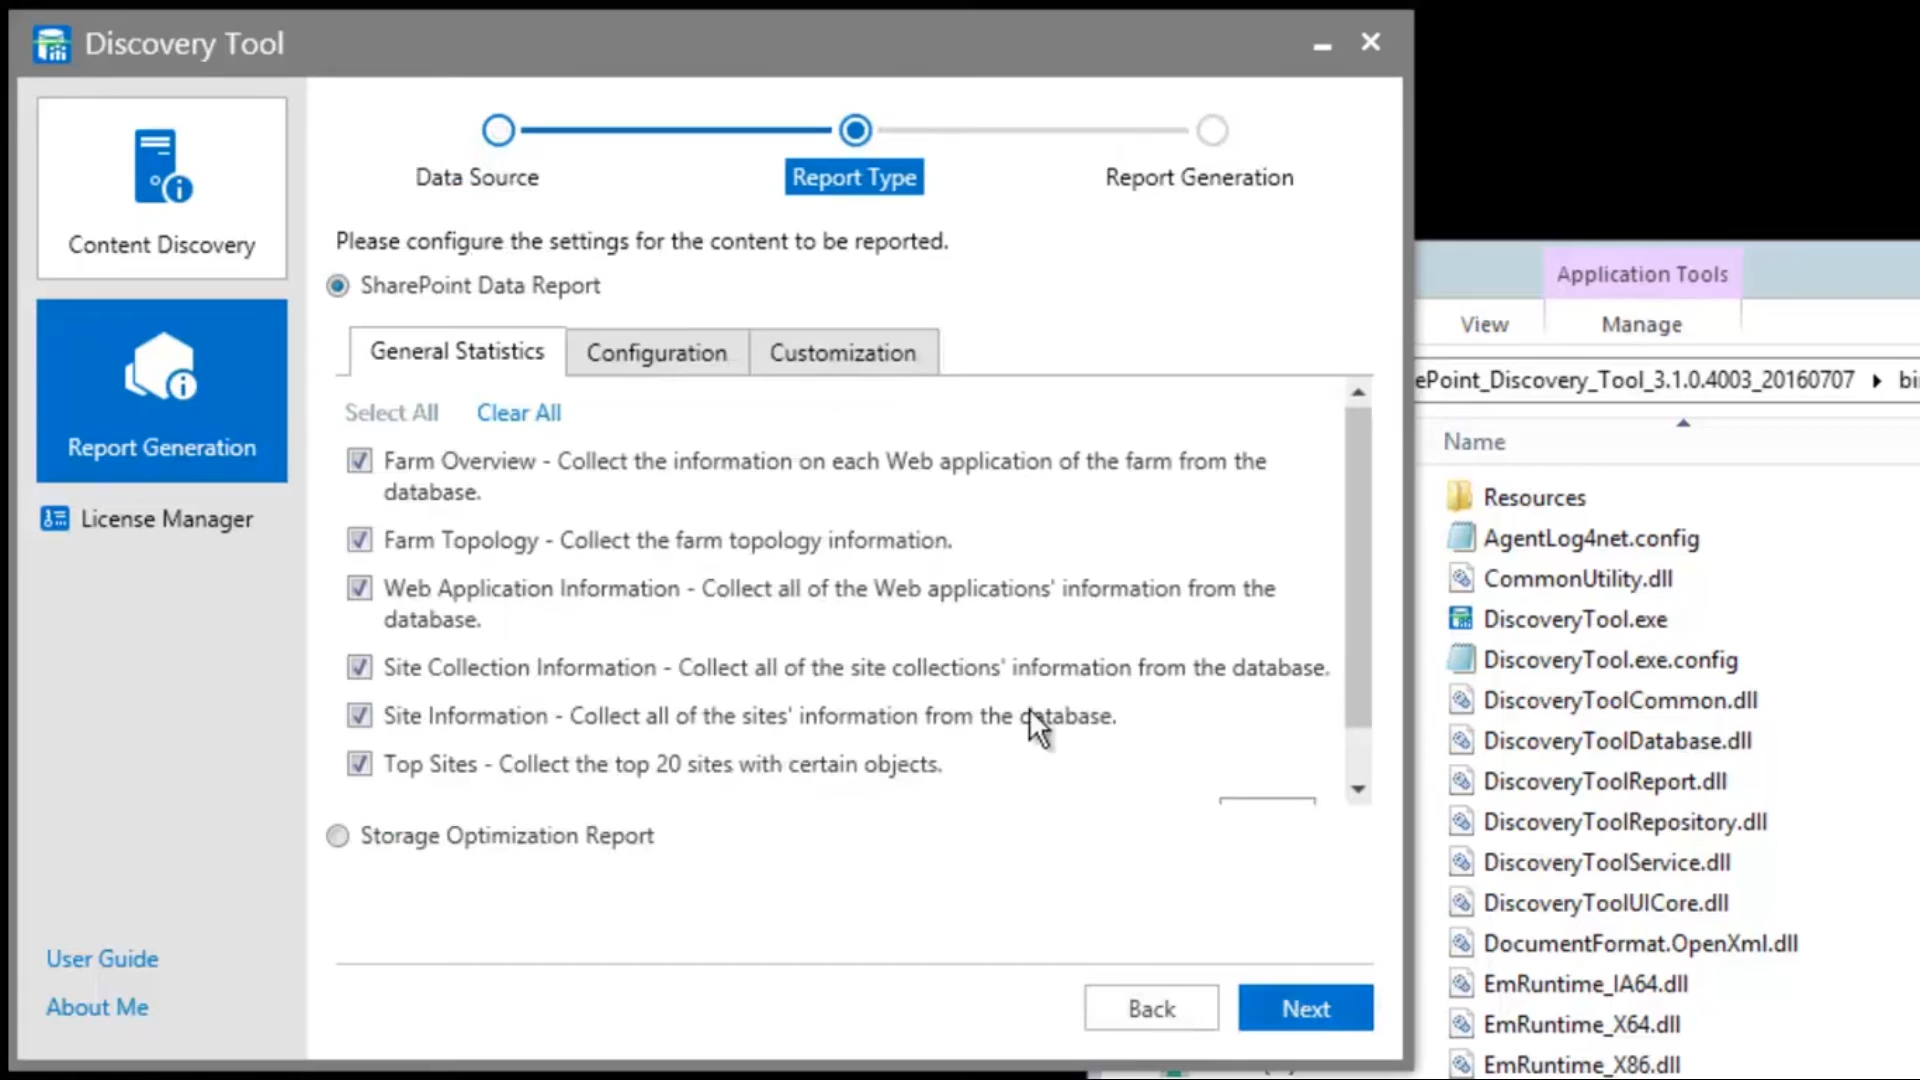 Discovery Tool
Content Discovery
Report Generation
License Manager
User Guide
About Me
Data Source
Report Type
Report Generation
Please configure the settings for the content to be reported.
SharePoint Data Report
General Statistics
Configuration
Customization
Select All
Clear All
Farm Overview - Collect the information on each Web application of the farm from the
database.
Farm Topology - Collect the farm topology information.
Web Application Information - Collect all of the Web applications' information from the
database.
Site Collection Information - Collect all of the site collections' information from the database.
Site Information - Collect all of the sites' information from the database.
Top Sites - Collect the top 20 sites with certain objects.
Storage Optimization Report
Back
Next
Application Tools
View
Manage
ePoint_Discovery_Tool_3.1.0.4003_20160707
Name
Resources
AgentLog4net.config
CommonUtility.dll
DiscoveryTool.exe
DiscoveryTool.exe.config
DiscoveryToolCommon.dll
DiscoveryToolDatabase.dll
DiscoveryToolReport.dll
DiscoveryToolRepository.dll
DiscoveryToolService.dll
DiscoveryToolUICore.dll
DocumentFormat.OpenXml.dll
EmRuntime_IA64.dll
EmRuntime_X64.dll
EmRuntime_X86.dll